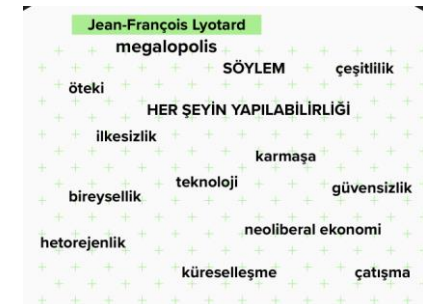 Jean-François Lyotard
megalopolis
SÖYLEM çeşitlilik
öteki
HER ŞEYİN YAPILABİLİRLİĞİ
ilkesizlik
karmaşa
teknoloji
güvensizlik
bireysellik
neoliberal ekonomi
hetorejenlik
küreselleşme çatışma